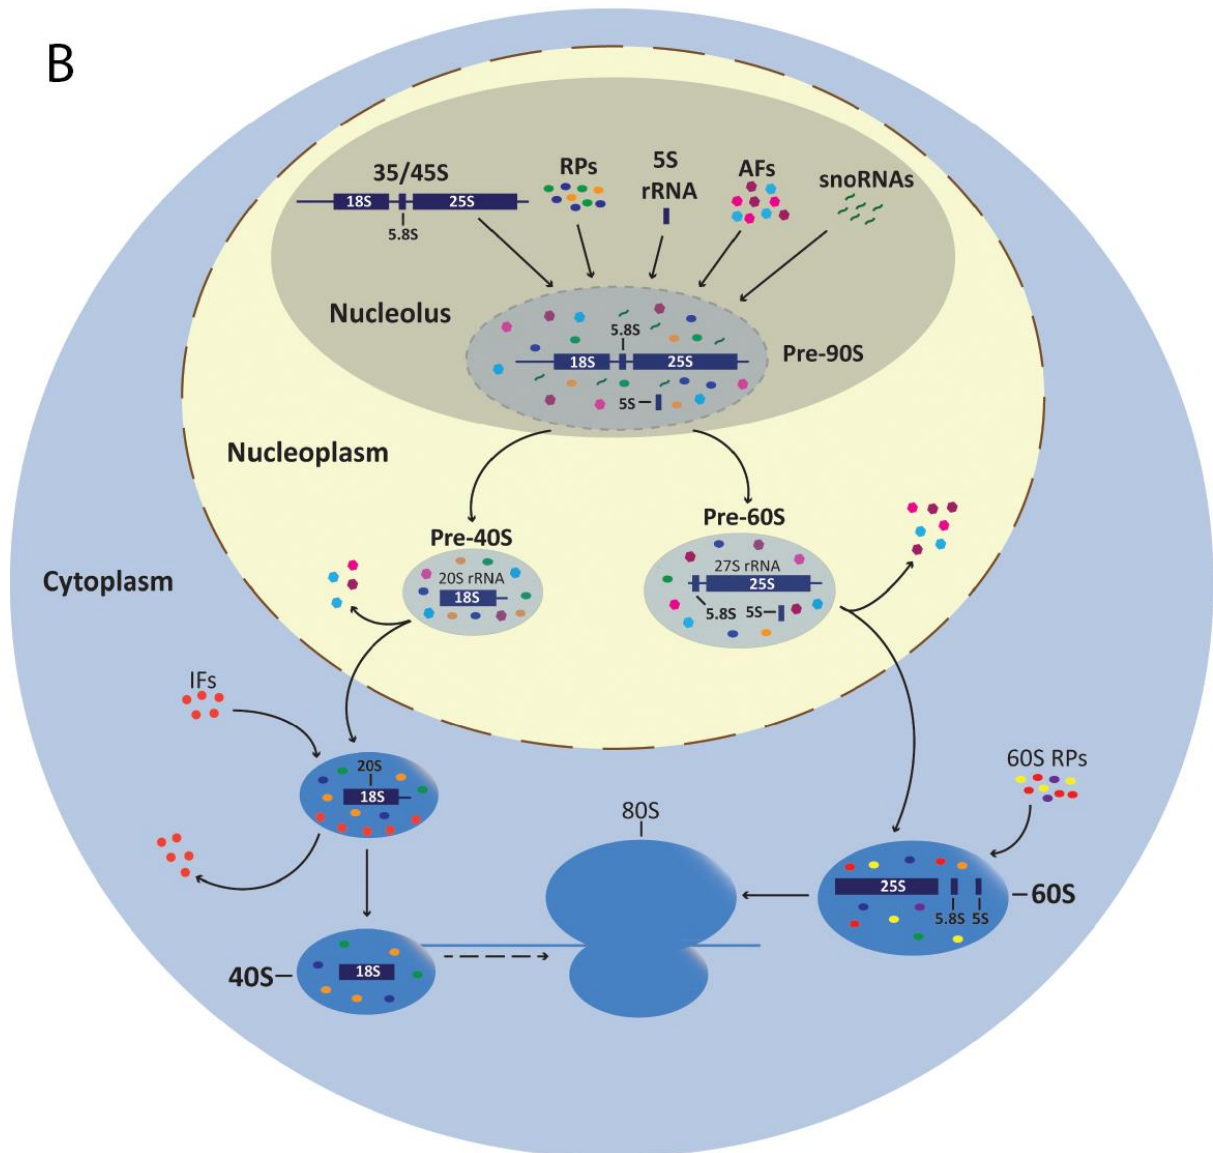 B
35/45S
18S
25S
5.8S
RPs
5S
rRNA
AFs
snoRNAs
Nucleolus
5.8S
18S
25S
5S
Pre-90S
Nucleoplasm
Pre-40S
20S rRNA
18S
Pre-60S
27S rRNA
25S
5.8S
5S
Cytoplasm
IFs
20S
18S
80S
60S RPs
25S
5.8S
5S
60S
40S
18S